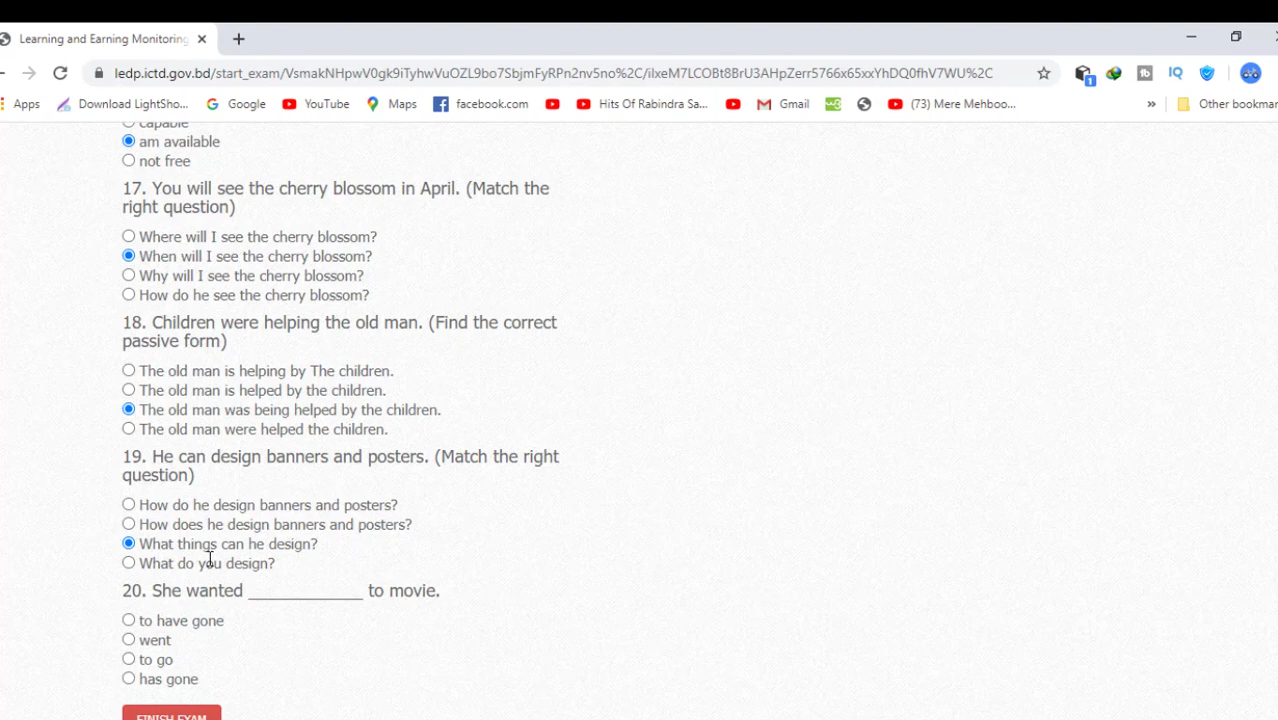 Learning and Earning Monitoring
ledp.ictd.gov.bd/start_exam/VsmakNHpwV0gk9iTyhwVuOZL9bo7SbjmFyRPn2nv5no%2C/iIxeM7LCOBt8BrU3AHpZerr5766x65xxYhDQ0fhV7WU%2C
Apps Download LightSho... Google YouTube Maps facebook.com Hits Of Rabindra Sa... Gmail (73) Mere Mehboo... » Other bookmar
capable
am available
not free
17. You will see the cherry blossom in April. (Match the
right question)
Where will I see the cherry blossom?
When will I see the cherry blossom?
Why will I see the cherry blossom?
How do he see the cherry blossom?
18. Children were helping the old man. (Find the correct
passive form)
The old man is helping by The children.
The old man is helped by the children.
The old man was being helped by the children.
The old man were helped the children.
19. He can design banners and posters. (Match the right
question)
How do he design banners and posters?
How does he design banners and posters?
What things can he design?
What do you design?
20. She wanted _____________ to movie.
to have gone
went
to go
has gone
FINISH EXAM